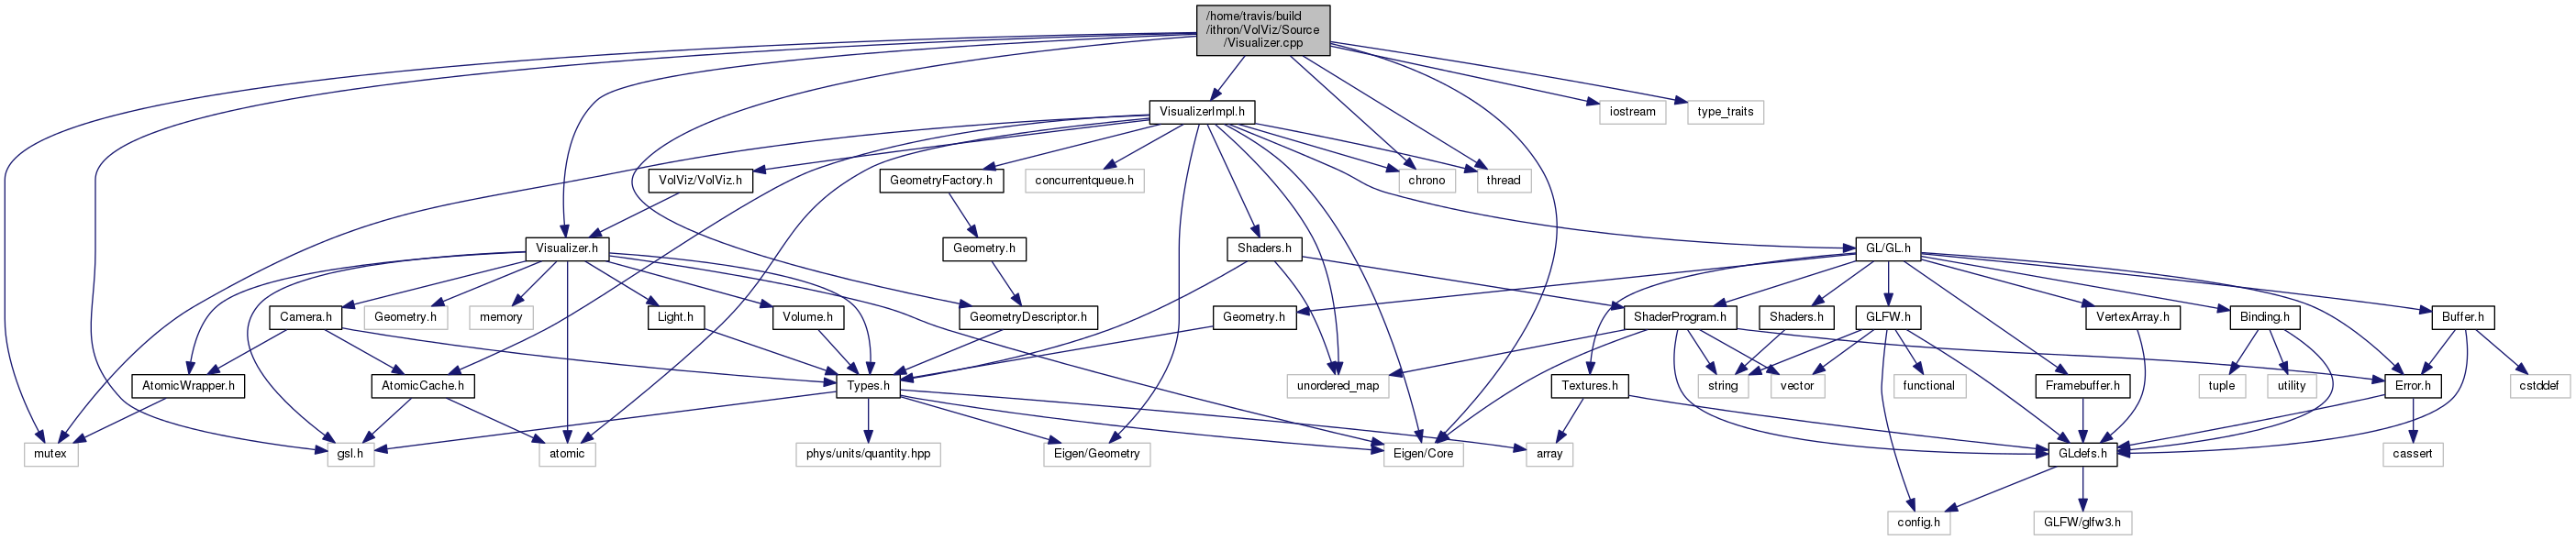 /home/travis/build
/ithron/VolViz/Source
/Visualizer.cpp
VisualizerImpl.h
iostream
type_traits
VolViz/VolViz.h
GeometryFactory.h
concurrentqueue.h
chrono
thread
Visualizer.h
Geometry.h
Shaders.h
GL/GL.h
Camera.h
Geometry.h
memory
Light.h
Volume.h
GeometryDescriptor.h
Geometry.h
ShaderProgram.h
Shaders.h
GLFW.h
VertexArray.h
Binding.h
Buffer.h
AtomicWrapper.h
AtomicCache.h
Types.h
unordered_map
Textures.h
string
vector
functional
Framebuffer.h
tuple
utility
Error.h
cstddef
mutex
gsl.h
atomic
phys/units/quantity.hpp
Eigen/Geometry
Eigen/Core
array
GLdefs.h
cassert
config.h
GLFW/glfw3.h